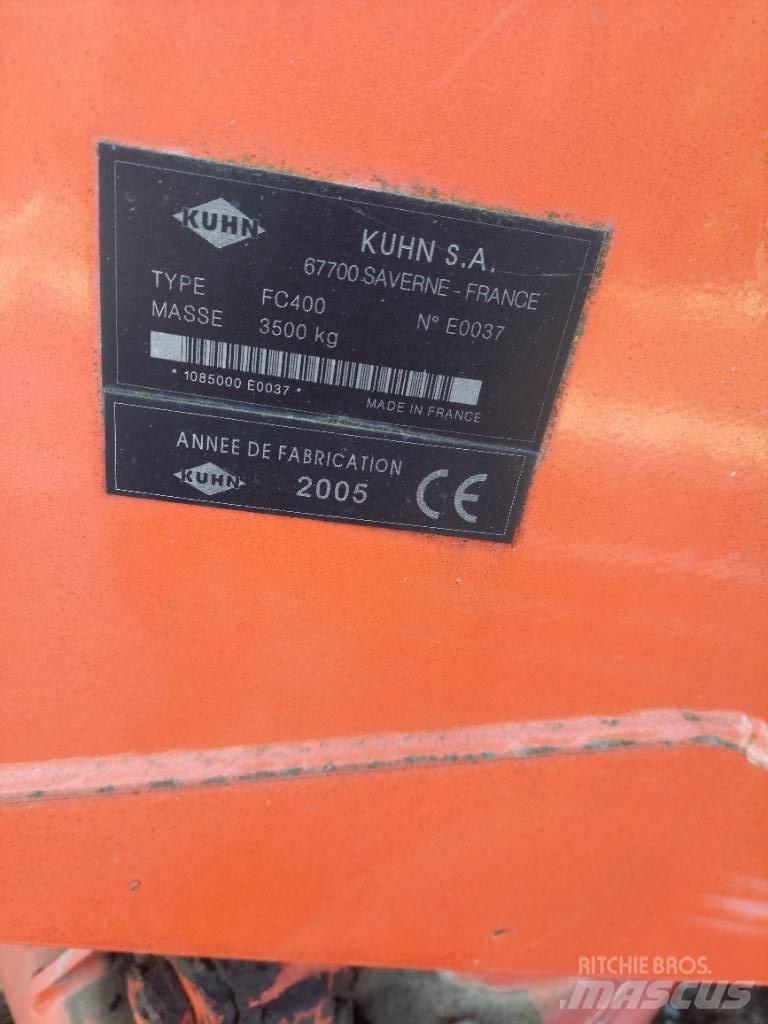 KUHN
KUHN S.A.
67700 SAVERNE - FRANCE
TYPE FC400 N° E0037
MASSE 3500 kg
* 1085000 E0037 * MADE IN FRANCE
ANNEE DE FABRICATION
KUHN 2005 CE
RITCHIE BROS.
MASCUS